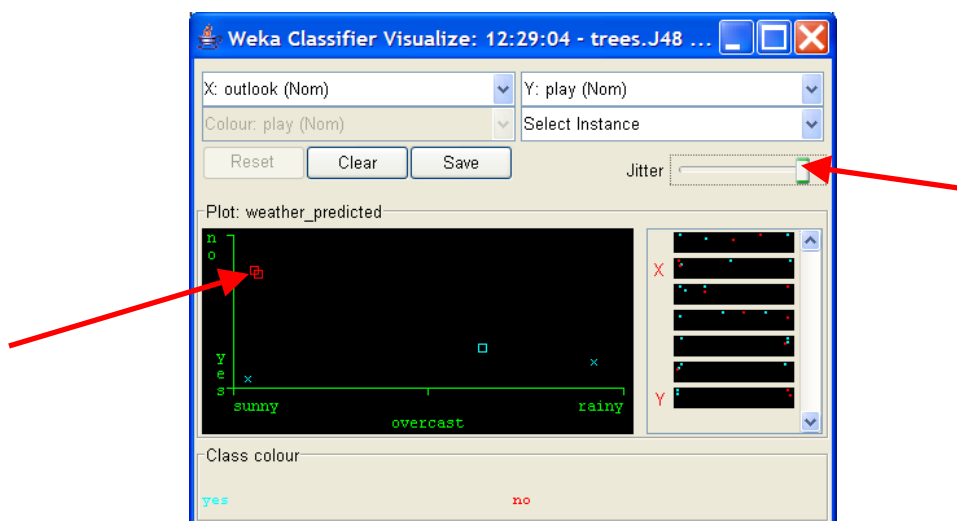 Weka Classifier Visualize: 12:29:04 - trees.J48 ...
X: outlook (Nom)
Y: play (Nom)
Colour: play (Nom)
Select Instance
Reset
Clear
Save
Jitter
Plot: weather_predicted
no
yes
sunny
overcast
rainy
X
Y
Class colour
yes
no